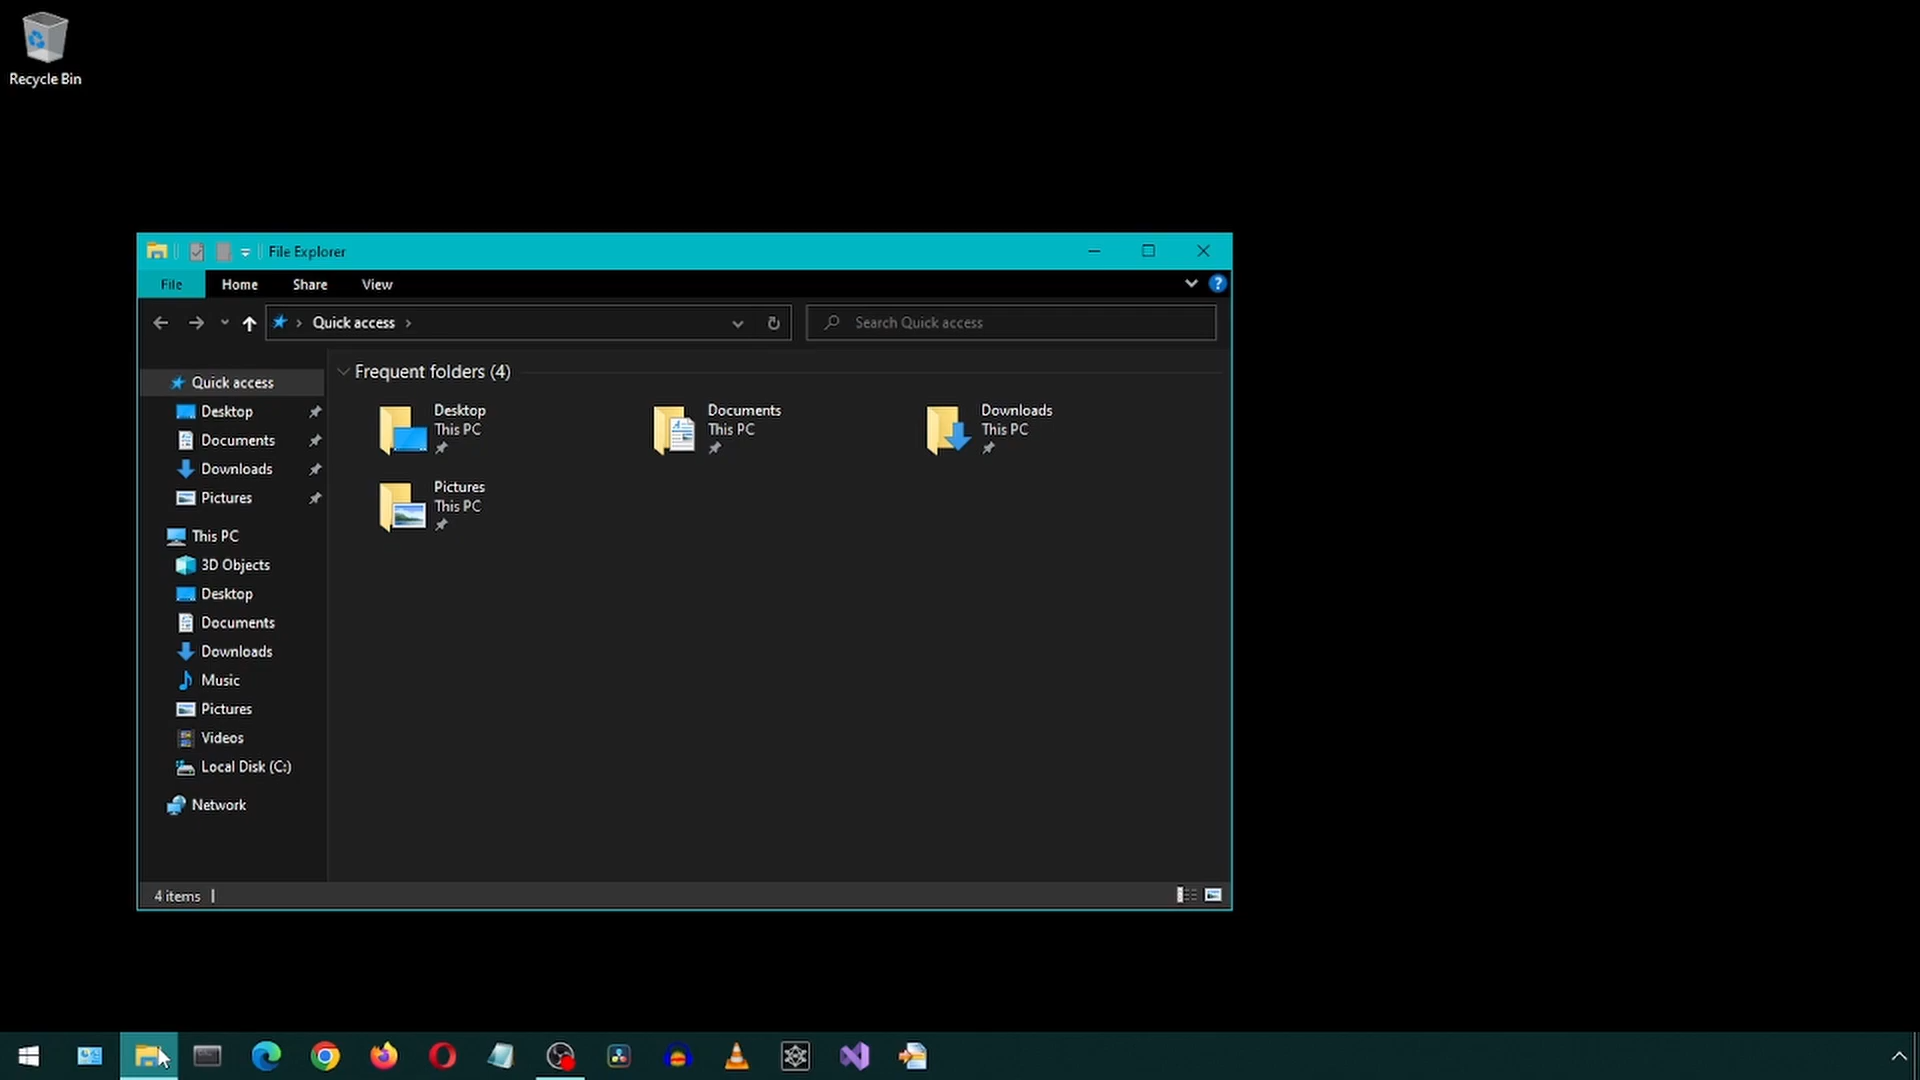 Recycle Bin
File Explorer
File Home Share View
Quick access
Search Quick access
Quick access
Desktop
Documents
Downloads
Pictures
This PC
3D Objects
Desktop
Documents
Downloads
Music
Pictures
Videos
Local Disk (C:)
Network
Frequent folders (4)
Desktop
This PC
Documents
This PC
Downloads
This PC
Pictures
This PC
4 items